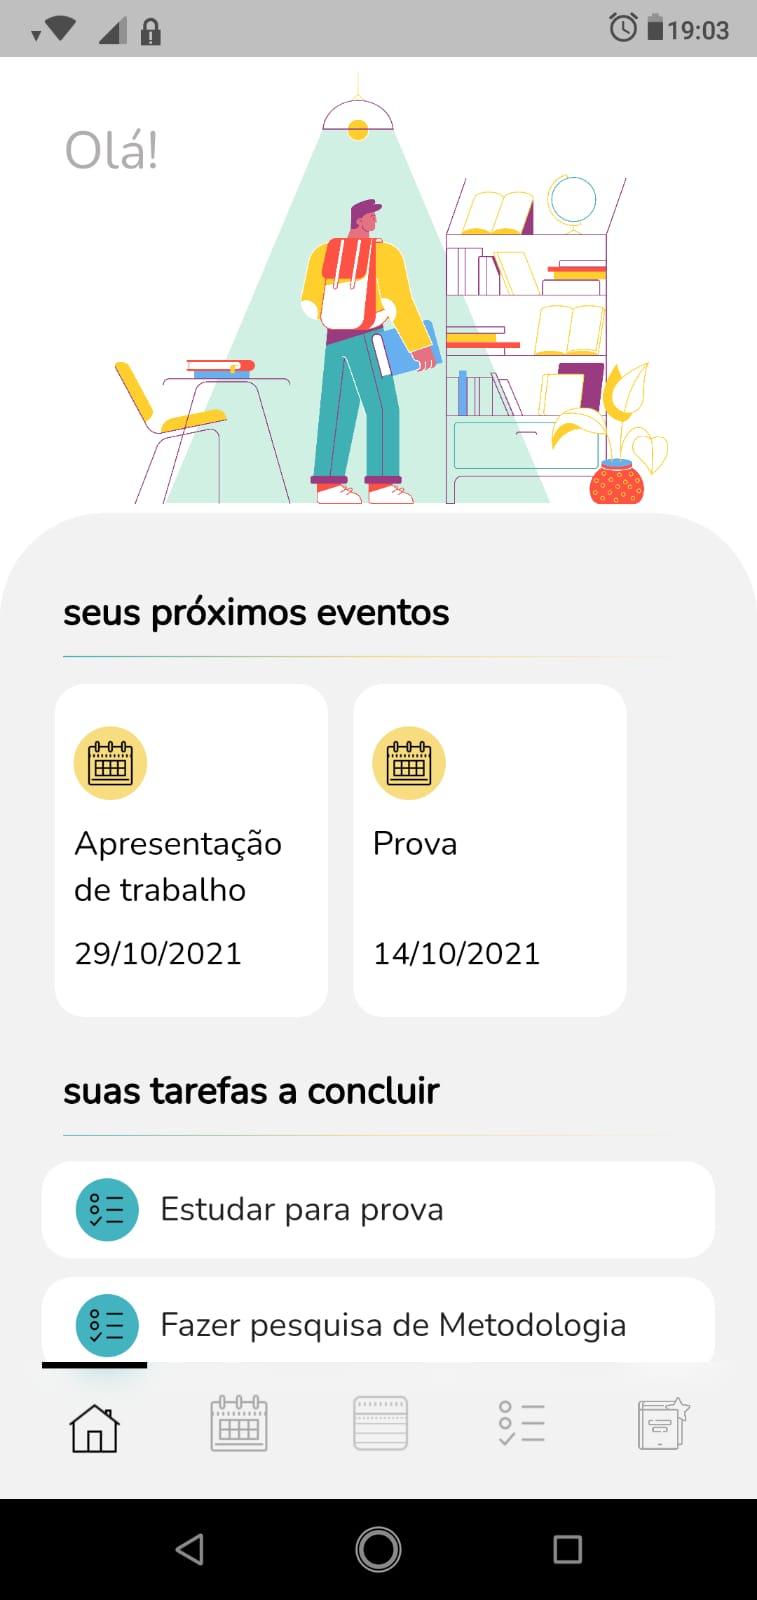 19:03
Olá!
seus próximos eventos
Apresentação
de trabalho
29/10/2021
Prova
14/10/2021
suas tarefas a concluir
Estudar para prova
Fazer pesquisa de Metodologia